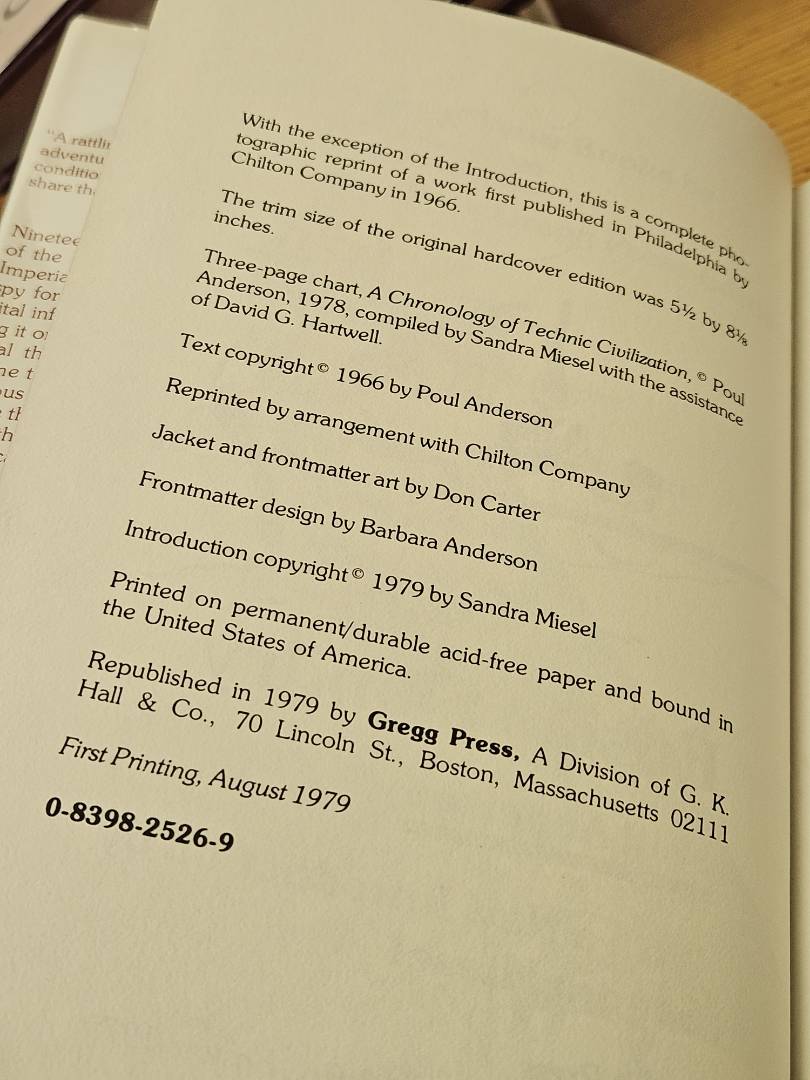 With the exception of the Introduction, this is a complete pho-
tographic reprint of a work first published in Philadelphia by
Chilton Company in 1966.
The trim size of the original hardcover edition was 5½ by 8⅛
inches.
Three-page chart, A Chronology of Technic Civilization, © Poul
Anderson, 1978, compiled by Sandra Miesel with the assistance
of David G. Hartwell.
Text copyright © 1966 by Poul Anderson
Reprinted by arrangement with Chilton Company
Jacket and frontmatter art by Don Carter
Frontmatter design by Barbara Anderson
Introduction copyright © 1979 by Sandra Miesel
Printed on permanent/durable acid-free paper and bound in
the United States of America.
Republished in 1979 by Gregg Press, A Division of G. K.
Hall & Co., 70 Lincoln St., Boston, Massachusetts 02111
First Printing, August 1979
0-8398-2526-9
"A
of the
spy for